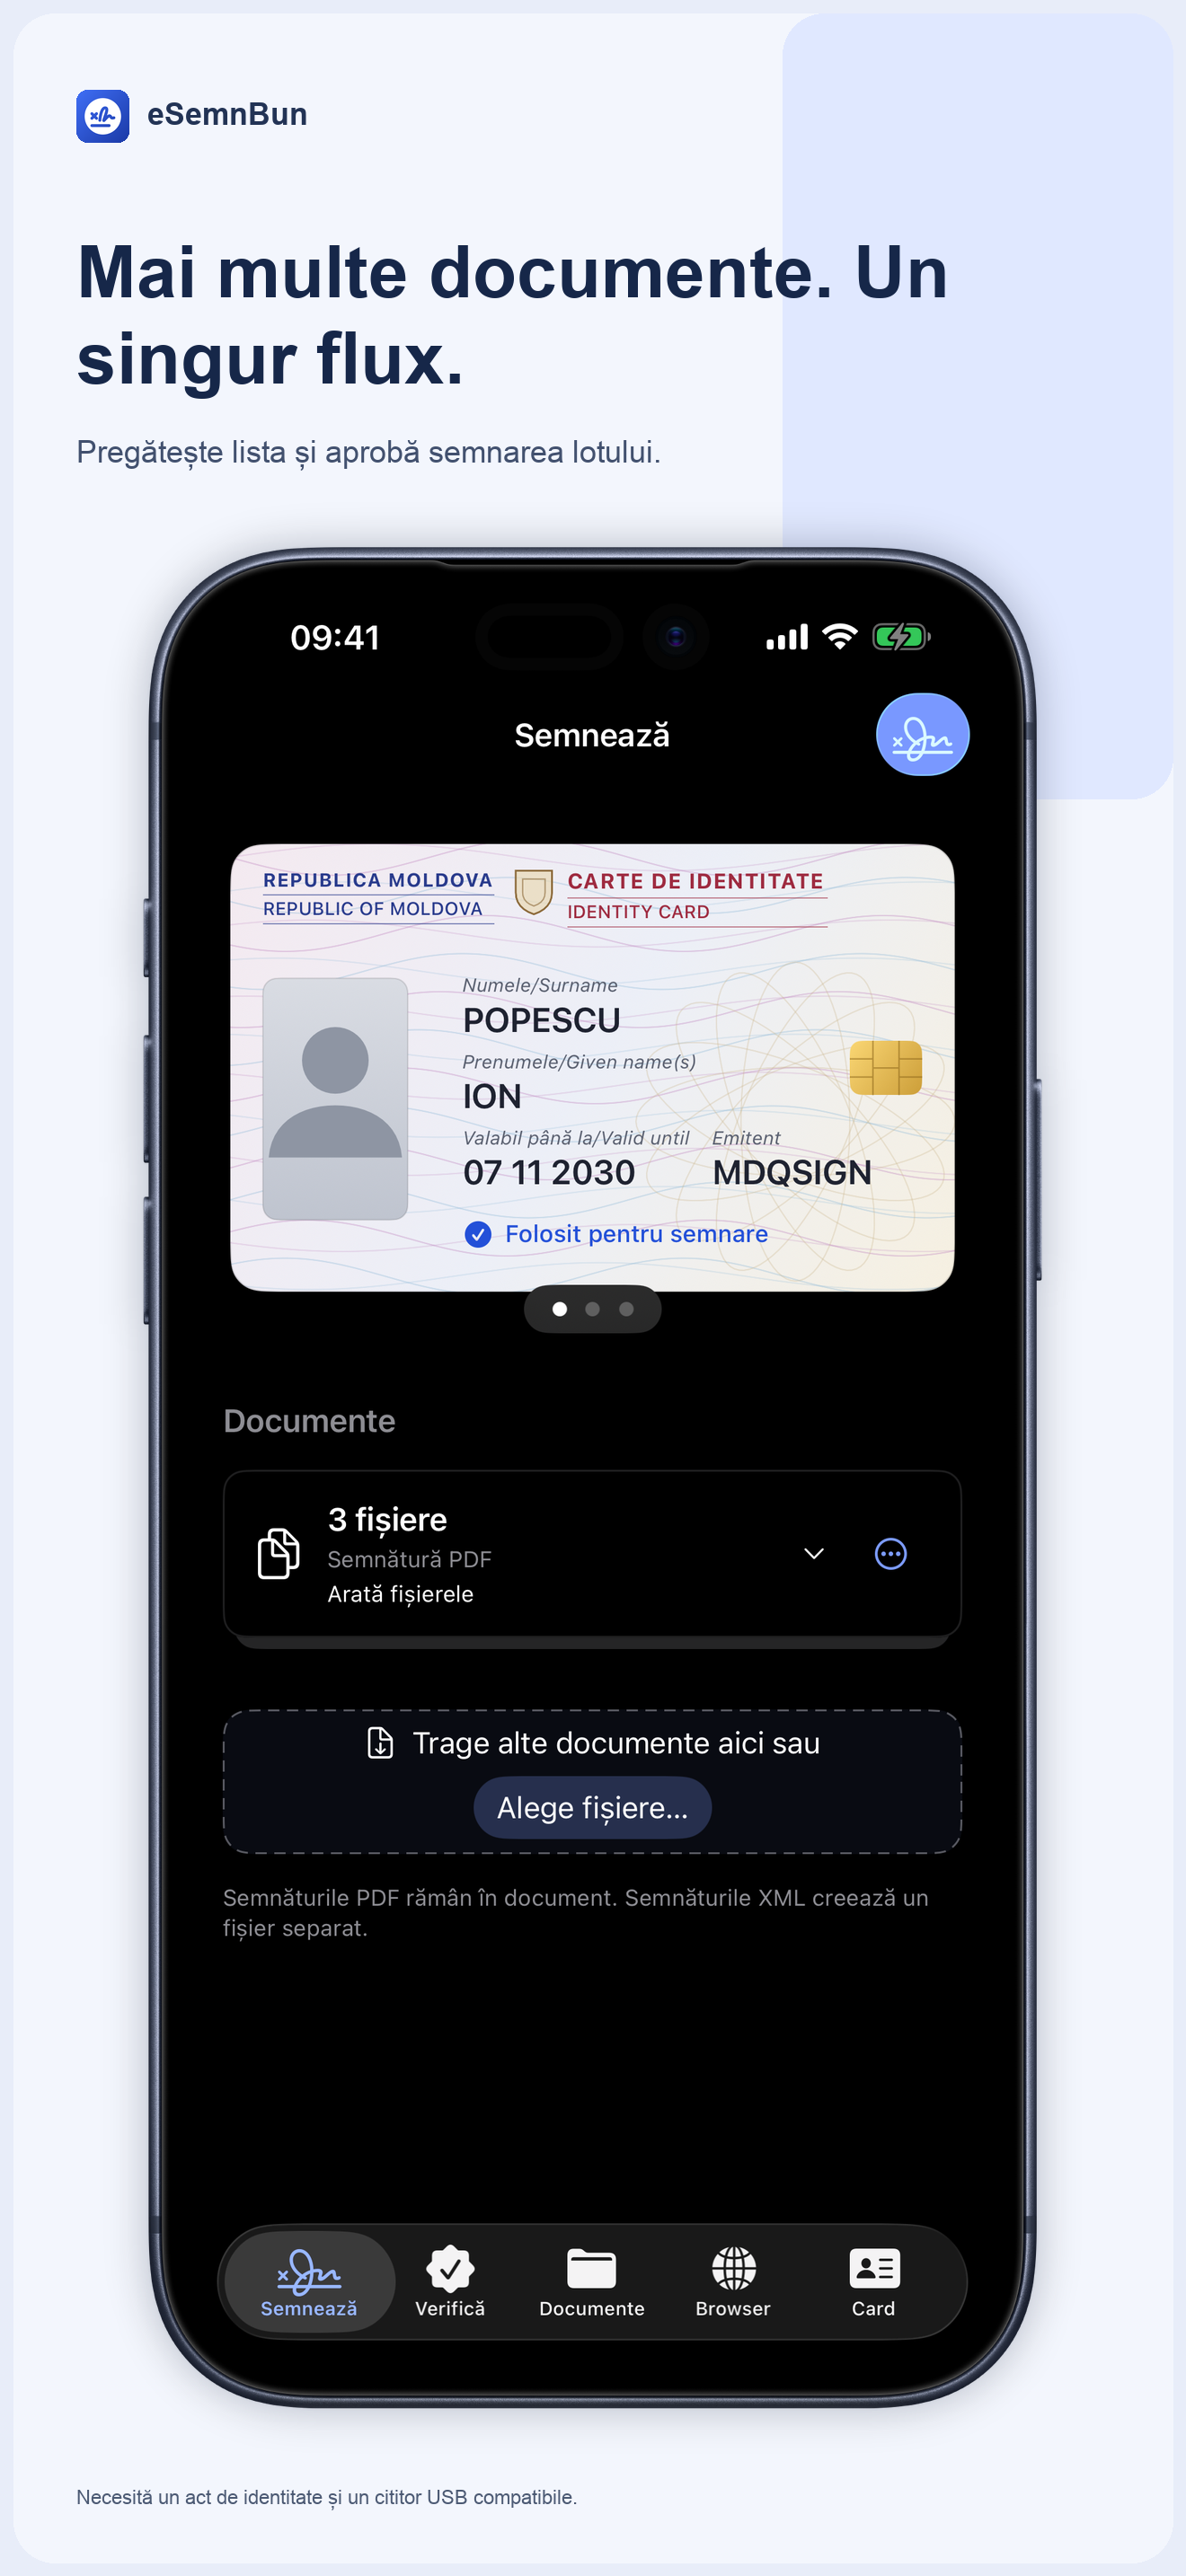 eSemnBun
Mai multe documente. Un
singur flux.
Pregătește lista și aprobă semnarea lotului.
09:41
Semnează
REPUBLICA MOLDOVA
REPUBLIC OF MOLDOVA
CARTE DE IDENTITATE
IDENTITY CARD
Numele/Surname
POPESCU
Prenumele/Given name(s)
ION
Valabil până la/Valid until
07 11 2030
Emitent
MDQSIGN
Folosit pentru semnare
Documente
3 fișiere
Semnătură PDF
Arată fișierele
Trage alte documente aici sau
Alege fișiere...
Semnăturile PDF rămân în document. Semnăturile XML creează un
fișier separat.
Semnează
Verifică
Documente
Browser
Card
Necesită un act de identitate și un cititor USB compatibile.